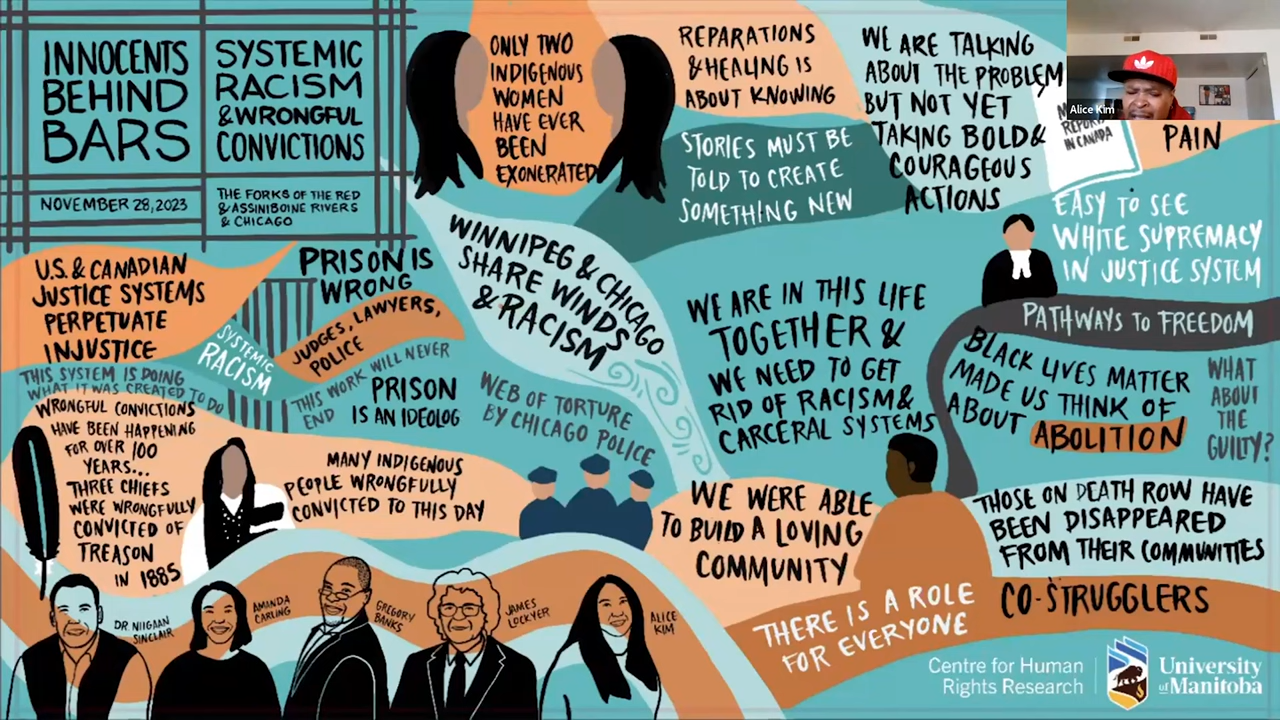 INNOCENTS
BEHIND
BARS
SYSTEMIC
RACISM
& WRONGFUL
CONVICTIONS
NOVEMBER 28, 2023
THE FORKS OF THE RED
& ASSINIBOINE RIVERS
& CHICAGO
ONLY TWO
INDIGENOUS
WOMEN
HAVE EVER
BEEN
EXONERATED
REPARATIONS
& HEALING IS
ABOUT KNOWING
STORIES MUST BE
TOLD TO CREATE
SOMETHING NEW
WE ARE TALKING
ABOUT THE PROBLEM
BUT NOT YET
TAKING BOLD &
COURAGEOUS
ACTIONS
Alice Kim
REPORT
IN CANADA
PAIN
EASY TO SEE
WHITE SUPREMACY
IN JUSTICE SYSTEM
PATHWAYS TO FREEDOM
U.S. & CANADIAN
JUSTICE SYSTEMS
PERPETUATE
INJUSTICE
PRISON IS
WRONG
JUDGES, LAWYERS,
POLICE
SYSTEMIC
RACISM
THIS SYSTEM IS DOING
WHAT IT WAS CREATED TO DO
THIS WORK WILL NEVER
END
PRISON
IS AN IDEOLOG
WINNIPEG & CHICAGO
SHARE WINDS
& RACISM
WEB OF TORTURE
BY CHICAGO POLICE
WE ARE IN THIS LIFE
TOGETHER &
WE NEED TO GET
RID OF RACISM &
CARCERAL SYSTEMS
BLACK LIVES MATTER
MADE US THINK OF
ABOUT ABOLITION
WHAT
ABOUT
THE
GUILTY?
WRONGFUL CONVICTIONS
HAVE BEEN HAPPENING
FOR OVER 100
YEARS...
THREE CHIEFS
WERE WRONGFULLY
CONVICTED OF
TREASON
IN 1885
MANY INDIGENOUS
PEOPLE WRONGFULLY
CONVICTED TO THIS DAY
WE WERE ABLE
TO BUILD A LOVING
COMMUNITY
THOSE ON DEATH ROW HAVE
BEEN DISAPPEARED
FROM THEIR COMMUNITIES
CO-STRUGGLERS
THERE IS A ROLE
FOR EVERYONE
DR NIIGAAN
SINCLAIR
AMANDA
CARLING
GREGORY
BANKS
JAMES
LOCKYER
ALICE
KIM
Centre for Human
Rights Research
University
of Manitoba